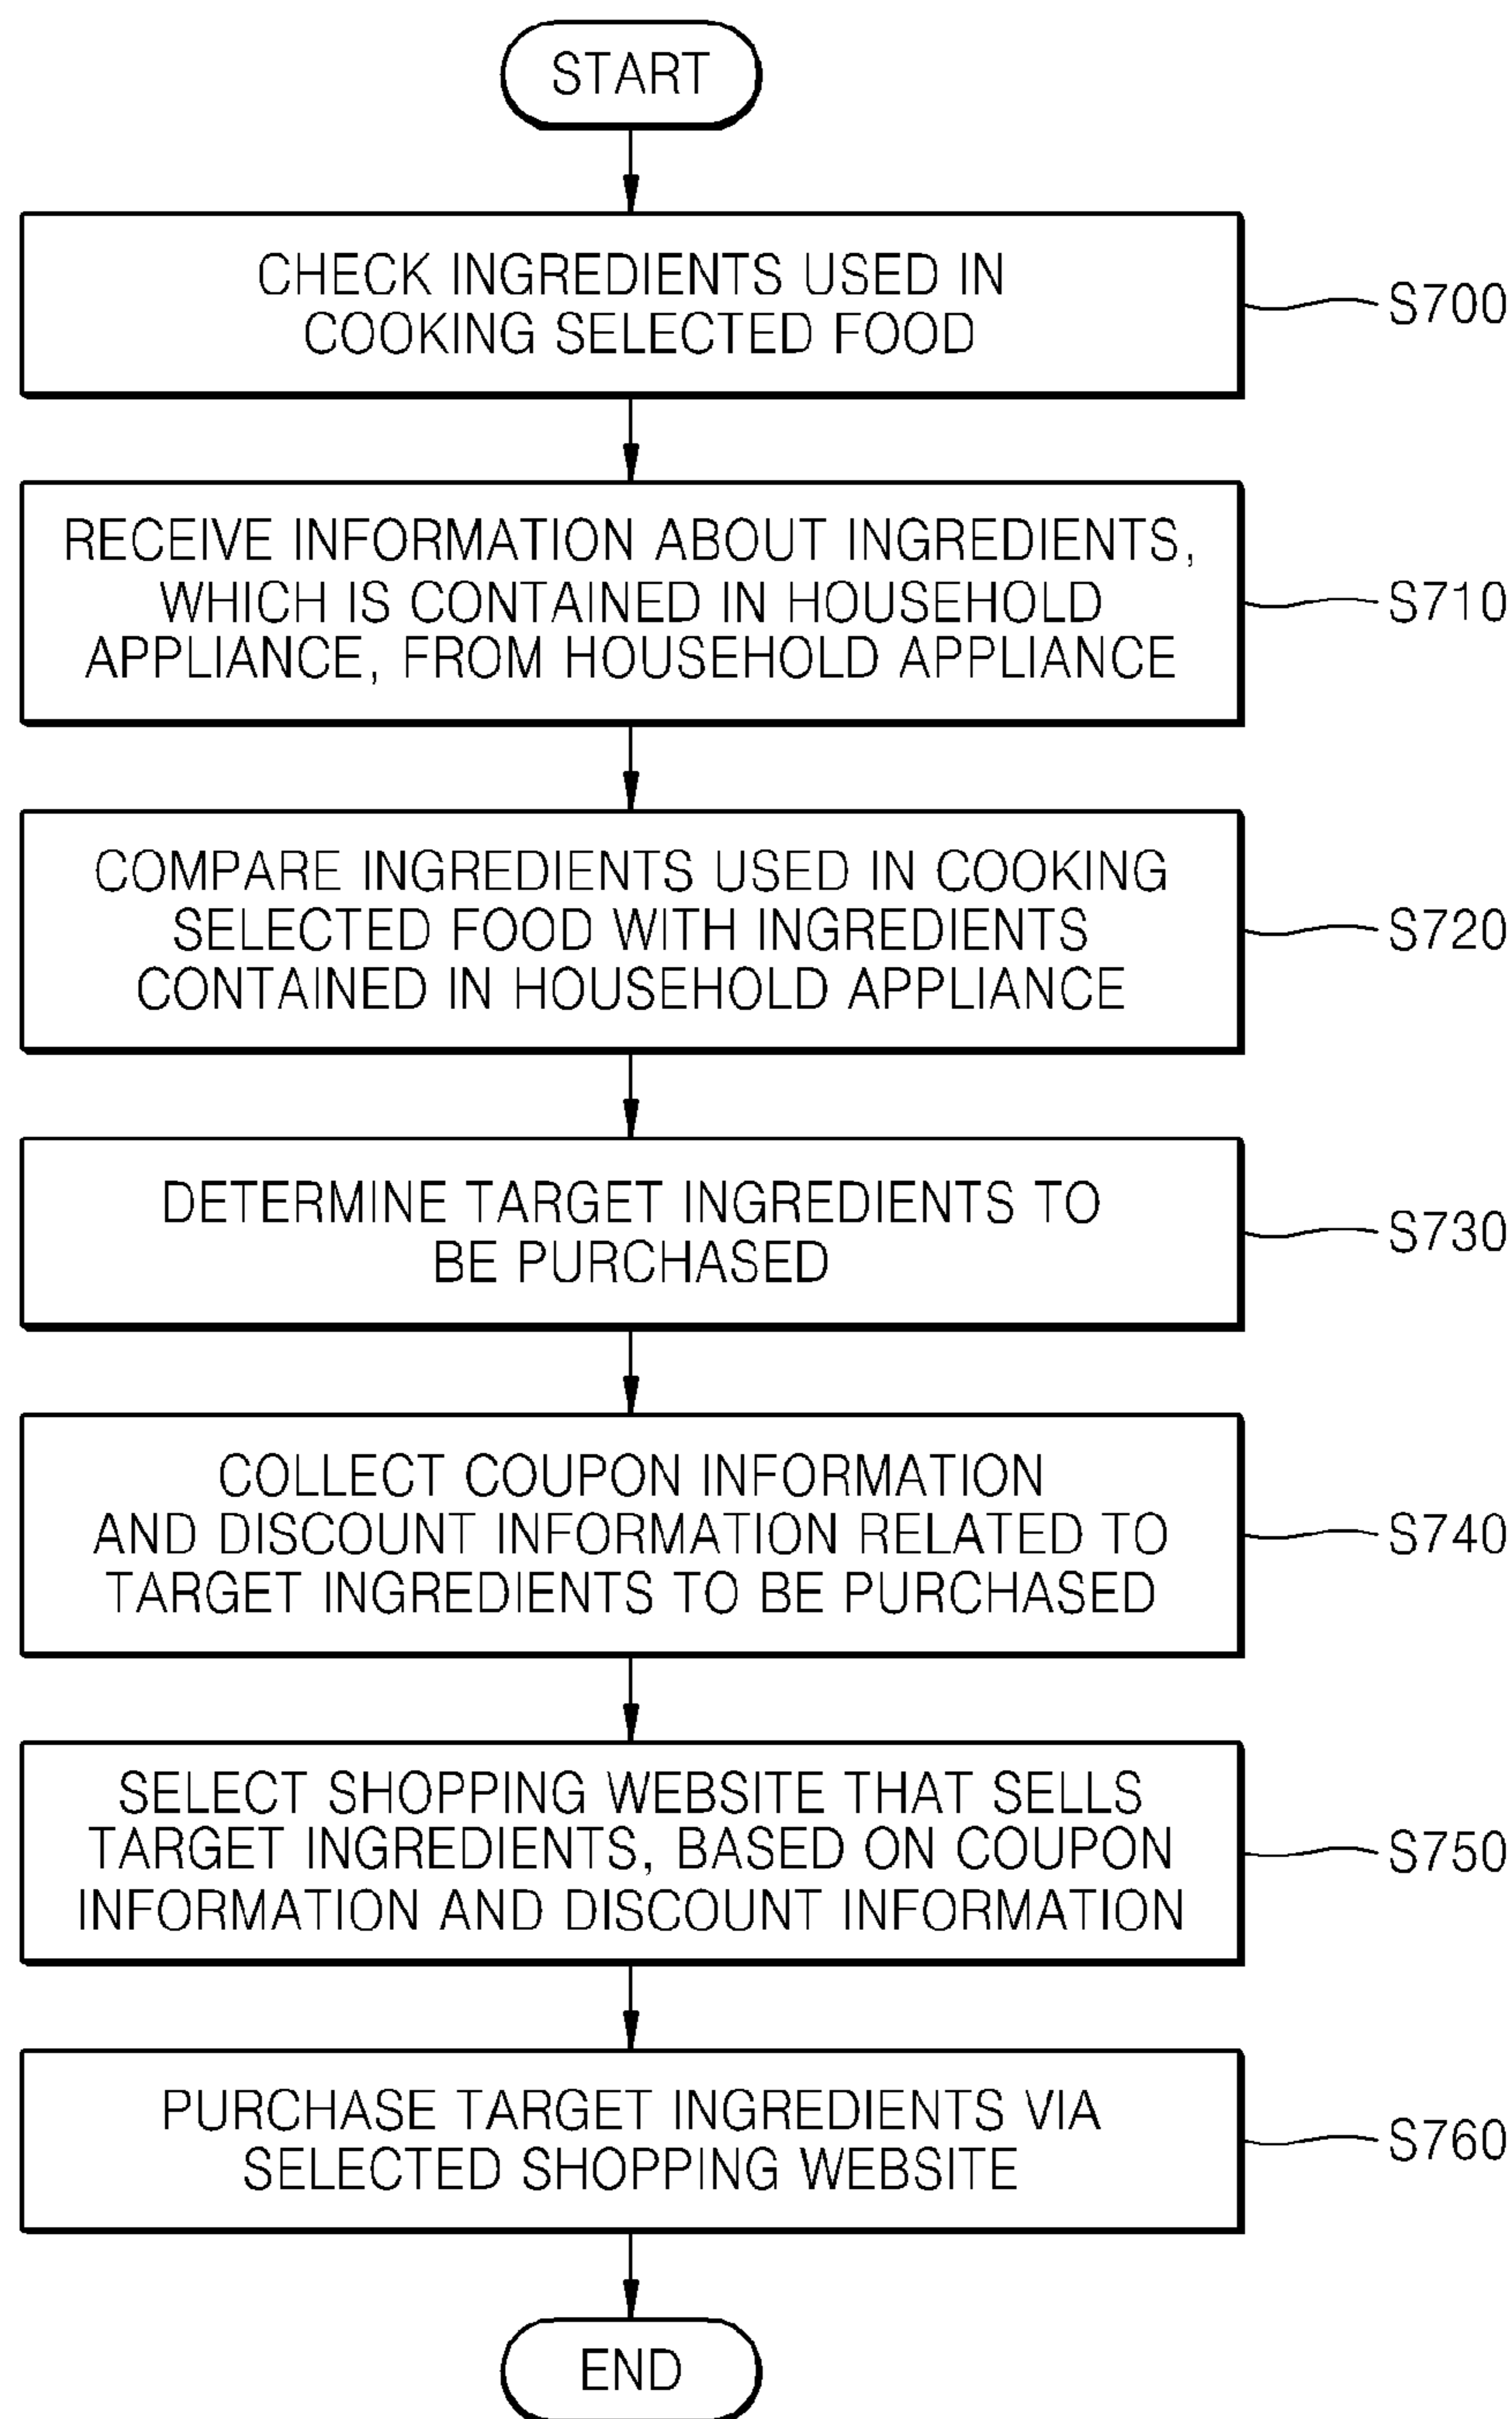 START
CHECK INGREDIENTS USED IN
COOKING SELECTED FOOD
S700
RECEIVE INFORMATION ABOUT INGREDIENTS,
WHICH IS CONTAINED IN HOUSEHOLD
APPLIANCE, FROM HOUSEHOLD APPLIANCE
S710
COMPARE INGREDIENTS USED IN COOKING
SELECTED FOOD WITH INGREDIENTS
CONTAINED IN HOUSEHOLD APPLIANCE
S720
DETERMINE TARGET INGREDIENTS TO
BE PURCHASED
S730
COLLECT COUPON INFORMATION
AND DISCOUNT INFORMATION RELATED TO
TARGET INGREDIENTS TO BE PURCHASED
S740
SELECT SHOPPING WEBSITE THAT SELLS
TARGET INGREDIENTS, BASED ON COUPON
INFORMATION AND DISCOUNT INFORMATION
S750
PURCHASE TARGET INGREDIENTS VIA
SELECTED SHOPPING WEBSITE
S760
END